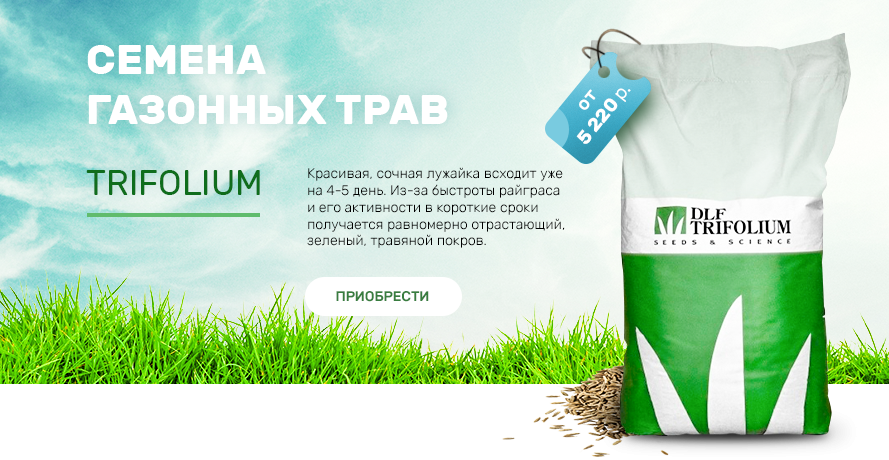 СЕМЕНА
ГАЗОННЫХ ТРАВ
TRIFOLIUM
Красивая, сочная лужайка всходит уже
на 4-5 день. Из-за быстроты райграса
и его активности в короткие сроки
получается равномерно отрастающий,
зеленый, травяной покров.
ПРИОБРЕСТИ
от
5 220 р.
DLF
TRIFOLIUM
SEEDS & SCIENCE